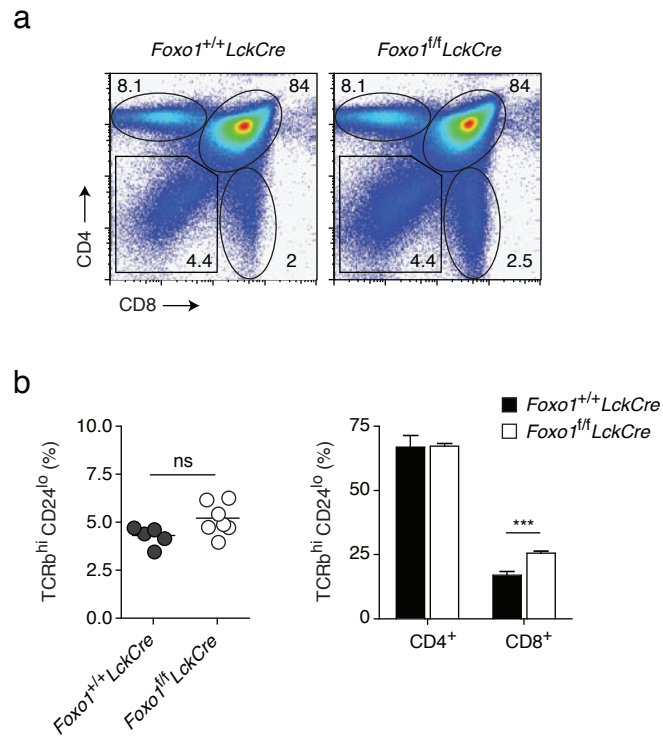 a
Foxo1+/+LckCre
Foxo1f/fLckCre
8.1
84
4.4
2
8.1
84
4.4
2.5
CD4
CD8
b
10.0
7.5
5.0
2.5
0.0
TCRbhi CD24lo (%)
ns
Foxo1+/+LckCre
Foxo1f/fLckCre
75
50
25
0
TCRbhi CD24lo (%)
***
CD4+
CD8+
Foxo1+/+LckCre
Foxo1f/fLckCre